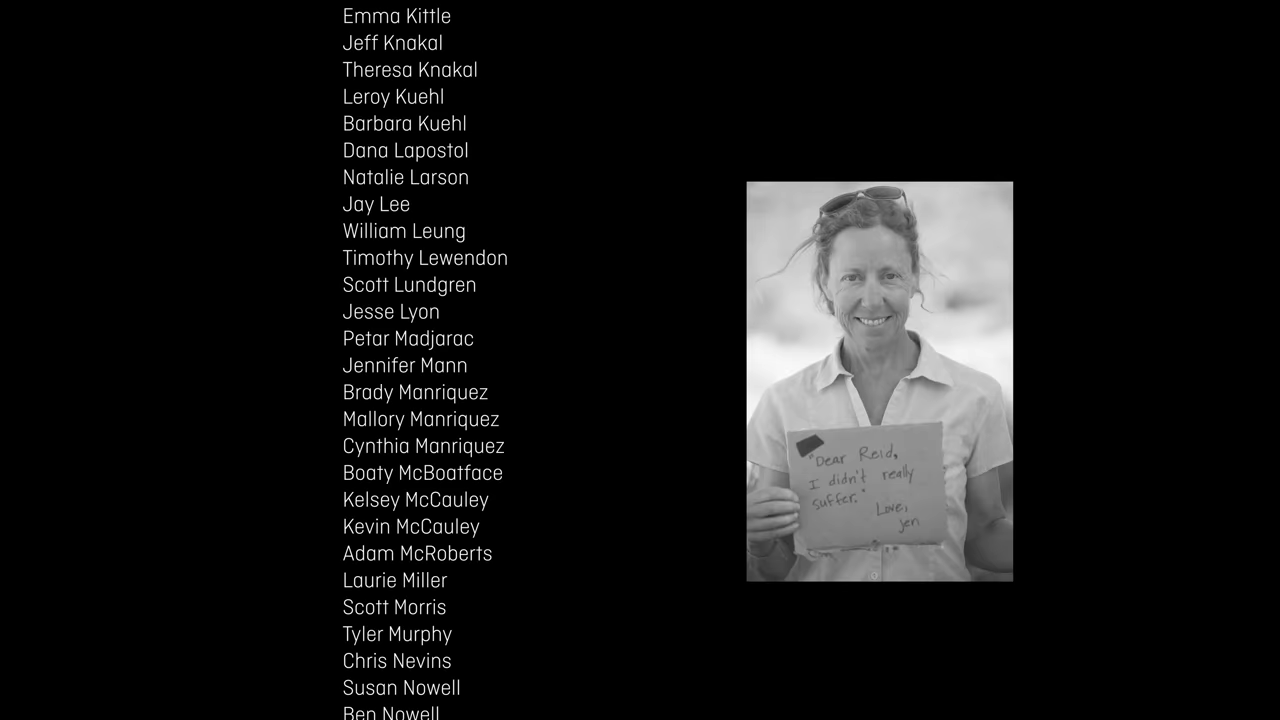 Emma Kittle
Jeff Knakal
Theresa Knakal
Leroy Kuehl
Barbara Kuehl
Dana Lapostol
Natalie Larson
Jay Lee
William Leung
Timothy Lewendon
Scott Lundgren
Jesse Lyon
Petar Madjarac
Jennifer Mann
Brady Manriquez
Mallory Manriquez
Cynthia Manriquez
Boaty McBoatface
Kelsey McCauley
Kevin McCauley
Adam McRoberts
Laurie Miller
Scott Morris
Tyler Murphy
Chris Nevins
Susan Nowell
Ben Nowell
"Dear Reid,
I didn't really
suffer."
Love,
Jen